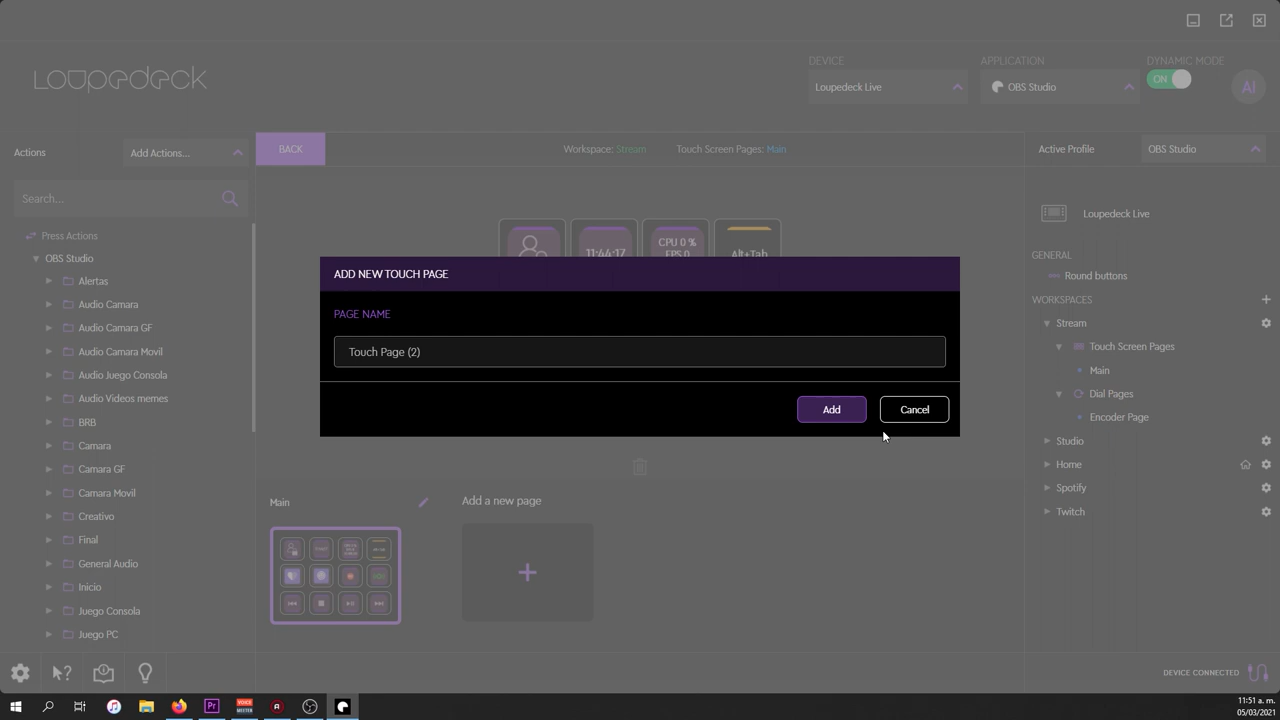 Loupedeck
DEVICE
Loupedeck Live
APPLICATION
OBS Studio
DYNAMIC MODE
ON
AI
Actions
Add Actions...
BACK
Workspace: Stream
Touch Screen Pages: Main
Active Profile
OBS Studio
Search...
Press Actions
OBS Studio
Alertas
Audio Camara
Audio Camara GF
Audio Camara Movil
Audio Juego Consola
Audio Videos memes
BRB
Camara
Camara GF
Camara Movil
Creativo
Final
General Audio
Inicio
Juego Consola
Juego PC
11:44:17
CPU 0 %
FPS 0
Alt+Tab
ADD NEW TOUCH PAGE
PAGE NAME
Touch Page (2)
Add
Cancel
Main
Add a new page
Loupedeck Live
GENERAL
Round buttons
WORKSPACES
Stream
Touch Screen Pages
Main
Dial Pages
Encoder Page
Studio
Home
Spotify
Twitch
DEVICE CONNECTED
Pr
VOICE
MEETER
11:51 a. m.
05/03/2021